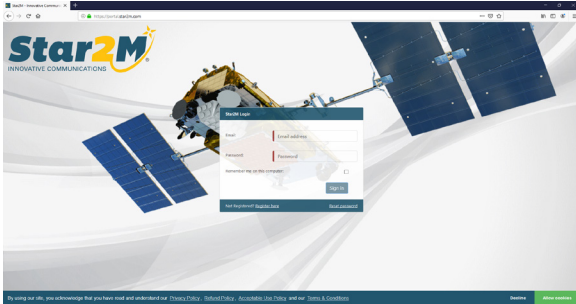 Star2M - Innovative Communic
https://portal.star2m.com
Star2M
INNOVATIVE COMMUNICATIONS
Star2M Login
Email
Email address
Password
Password
Remember me on this computer
Sign In
Not Registered? Register here
Reset password
By using our site, you acknowledge that you have read and understand our Privacy Policy, Refund Policy, Acceptable Use Policy and our Terms & Conditions
Decline
Allow cookies